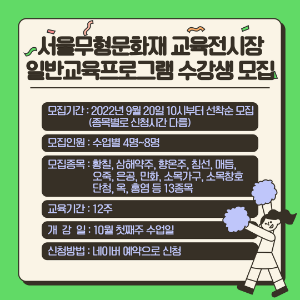 서울무형문화재 교육전시장
일반교육프로그램 수강생 모집
모집기간 : 2022년 9월 20일 10시부터 선착순 모집
(종목별로 신청시간 다름)
모집인원 : 수업별 4명~8명
모집종목 : 황칠, 삼해약주, 향온주, 침선, 매듭,
오죽, 은공, 민화, 소목가구, 소목창호
단청, 옥, 홍염 등 13종목
교육기간 : 12주
개 강 일 : 10월 첫째주 수업일
신청방법 : 네이버 예약으로 신청